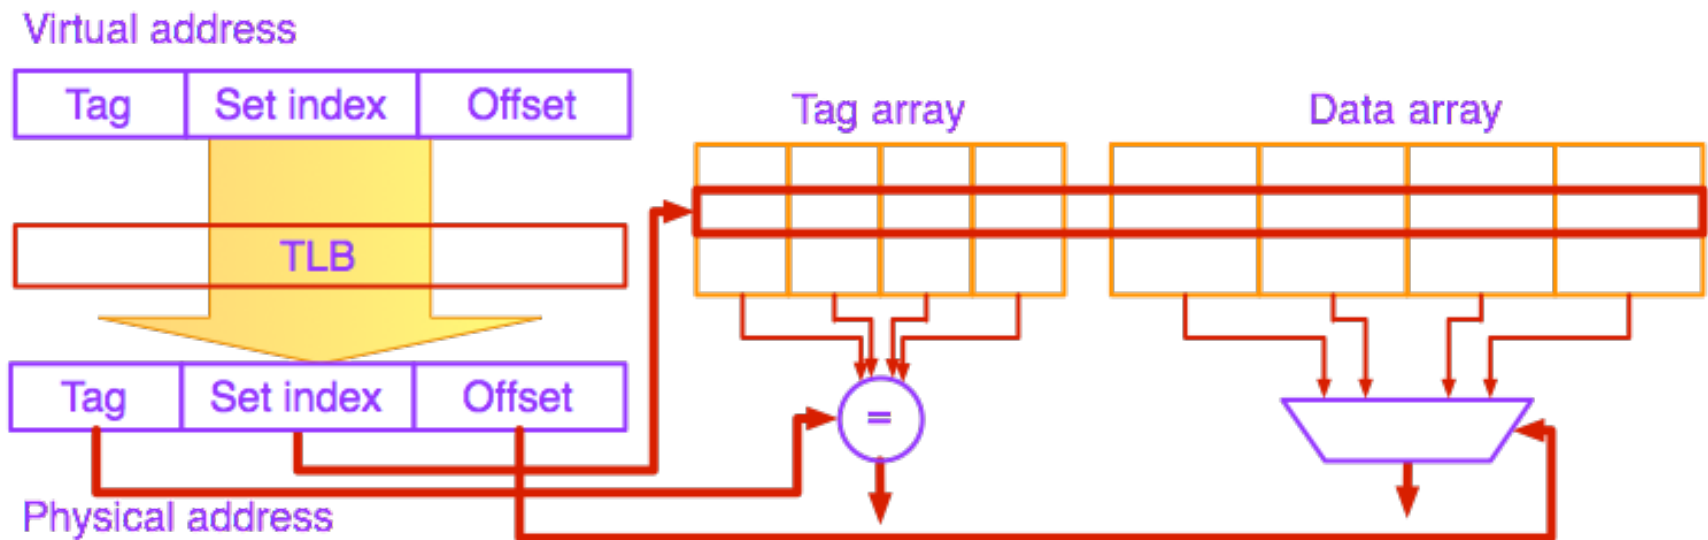 Virtual address
Tag Set index Offset
Tag array Data array
TLB
Tag Set index Offset
=
Physical address